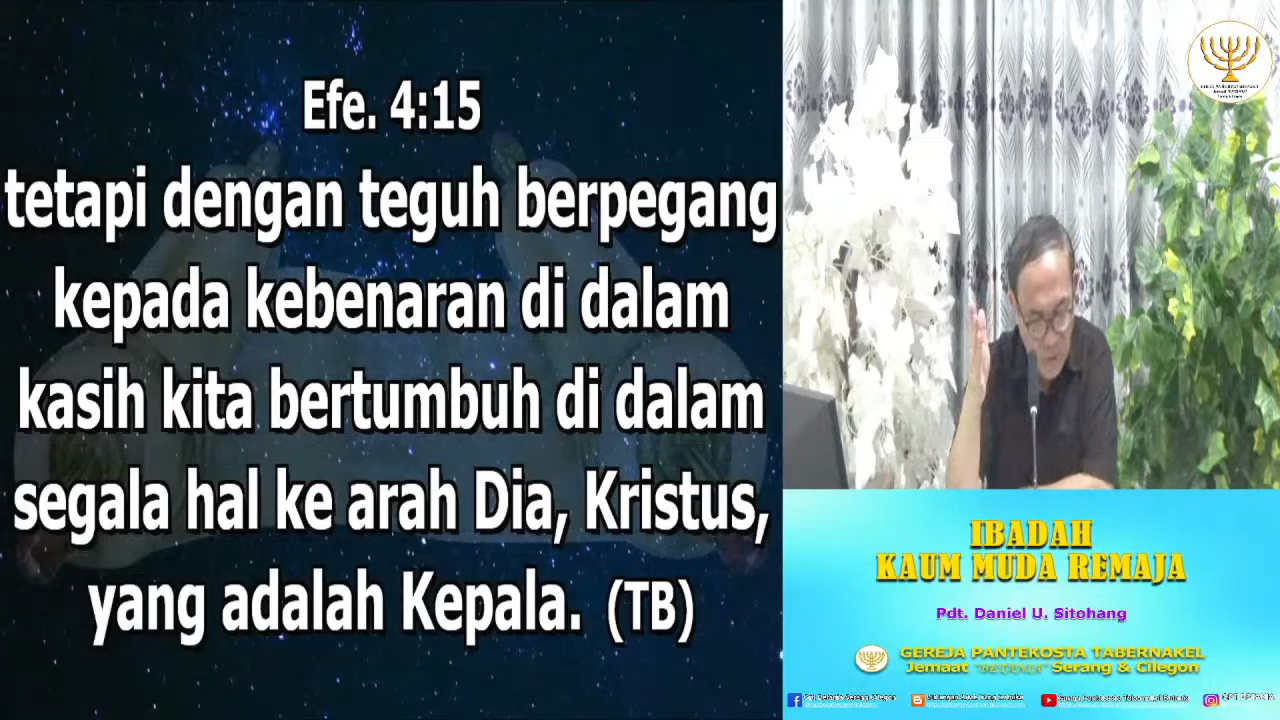 Efe. 4:15
tetapi dengan teguh berpegang
kepada kebenaran di dalam
kasih kita bertumbuh di dalam
segala hal ke arah Dia, Kristus,
yang adalah Kepala. (TB)
IBADAH
KAUM MUDA REMAJA
Pdt. Daniel U. Sitohang
GEREJA PANTEKOSTA TABERNAKEL
Jemaat "BETANIA" Serang & Cilegon